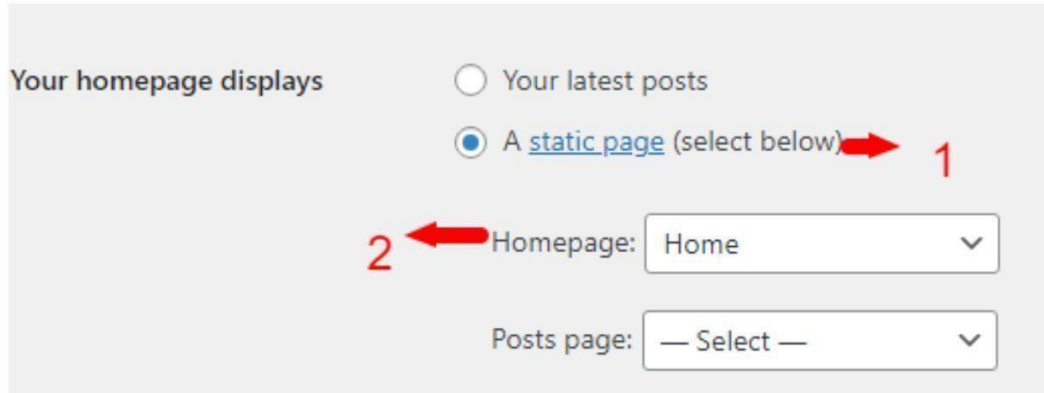 Your homepage displays
Your latest posts
A static page (select below)
1
2
Homepage: Home
Posts page: — Select —